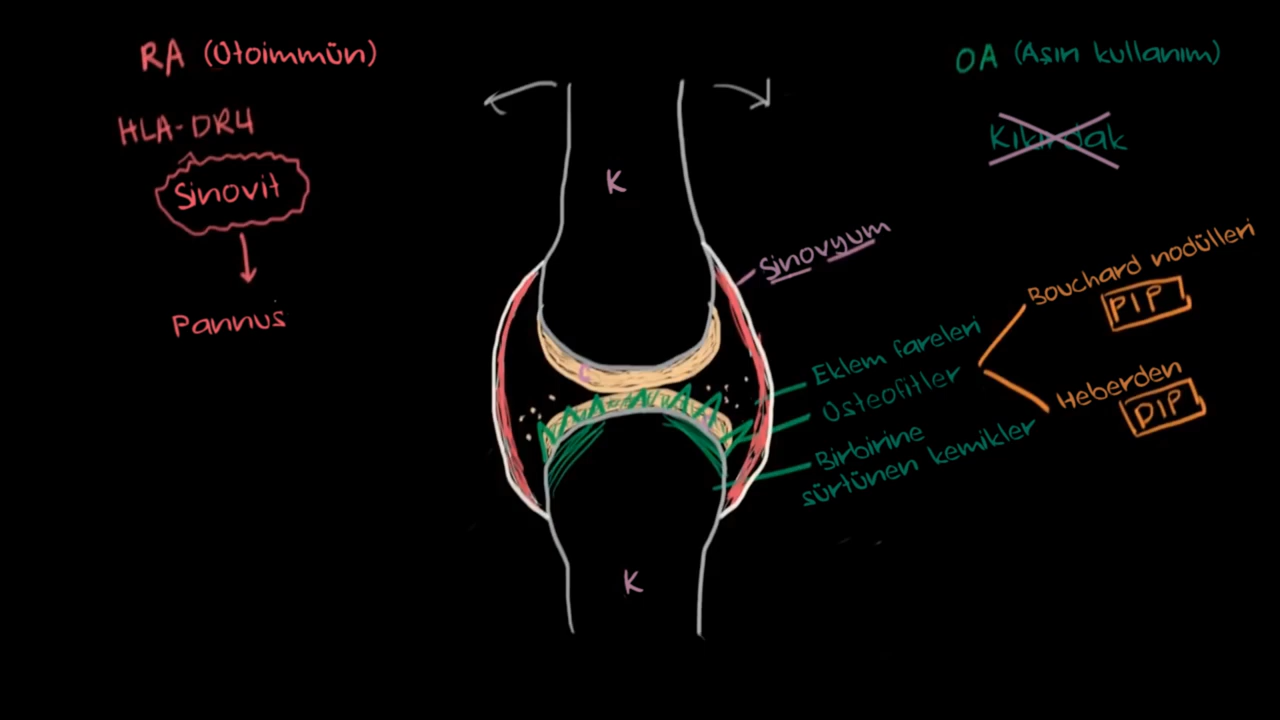 RA (Otoimmün)
HLA-DR4
Sinovit
Pannus
K
K
Sinovyum
OA (Aşırı kullanım)
Kıkırdak
Eklem fareleri
Osteofitler
Birbirine
sürtünen kemikler
Bouchard nodülleri
PIP
Heberden
DIP